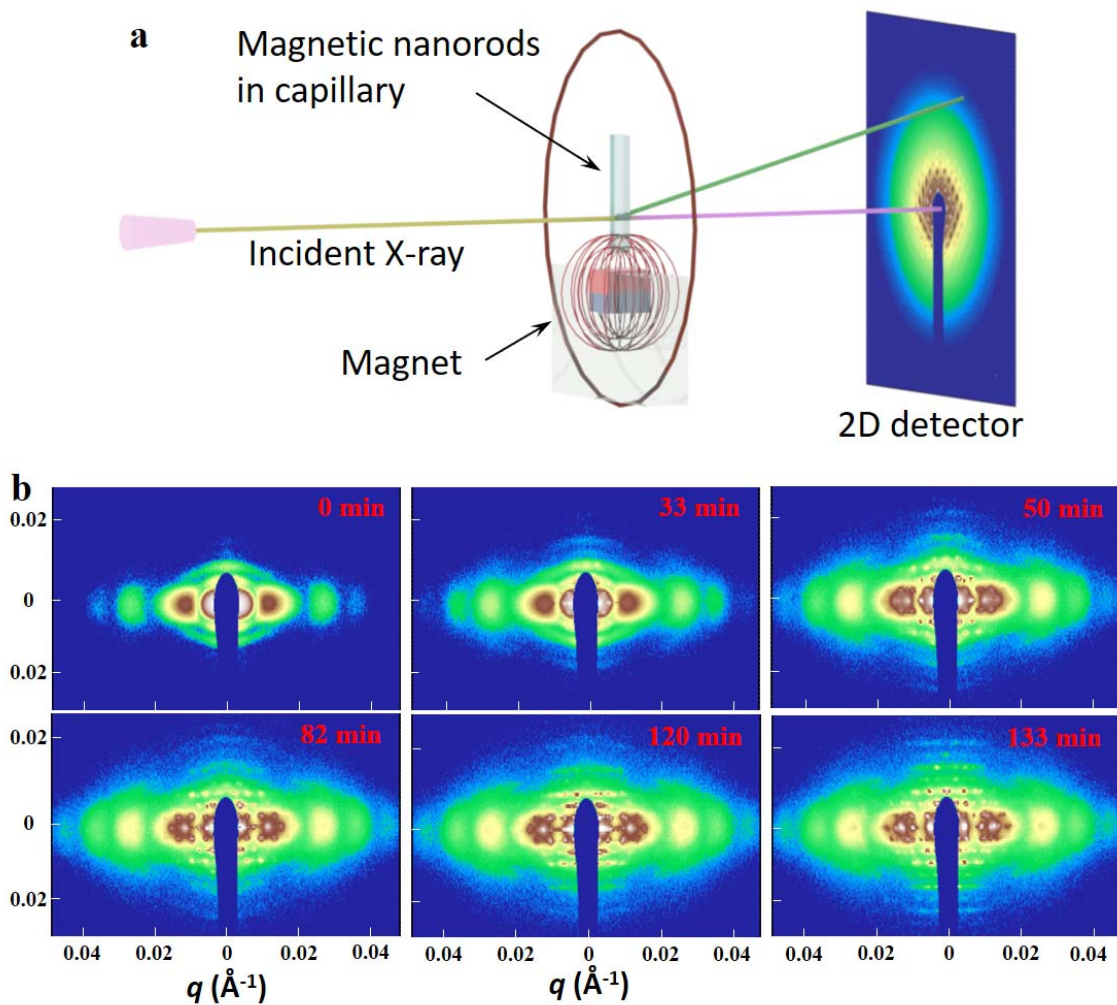 a
Magnetic nanorods
in capillary
Incident X-ray
Magnet
2D detector
b
0 min
33 min
50 min
0.02
0
0.02
82 min
120 min
133 min
0.02
0
0.02
0.04 0.02 0 0.02 0.04
0.04 0.02 0 0.02 0.04
0.04 0.02 0 0.02 0.04
q (Å-1)
q (Å-1)
q (Å-1)